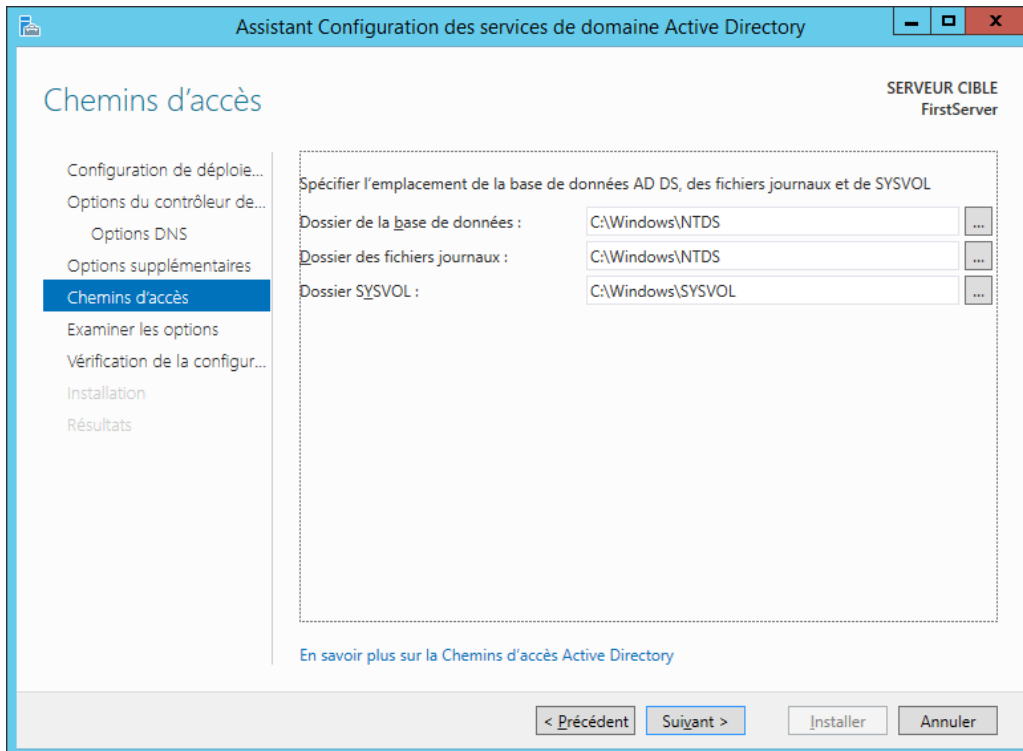 Assistant Configuration des services de domaine Active Directory
Chemins d'accès
SERVEUR CIBLE
FirstServer
Configuration de déploie...
Options du contrôleur de...
Options DNS
Options supplémentaires
Chemins d'accès
Examiner les options
Vérification de la configur...
Installation
Résultats
Spécifier l'emplacement de la base de données AD DS, des fichiers journaux et de SYSVOL
Dossier de la base de données : C:\Windows\NTDS ...
Dossier des fichiers journaux : C:\Windows\NTDS ...
Dossier SYSVOL : C:\Windows\SYSVOL ...
En savoir plus sur la Chemins d'accès Active Directory
< Précédent Suivant > Installer Annuler